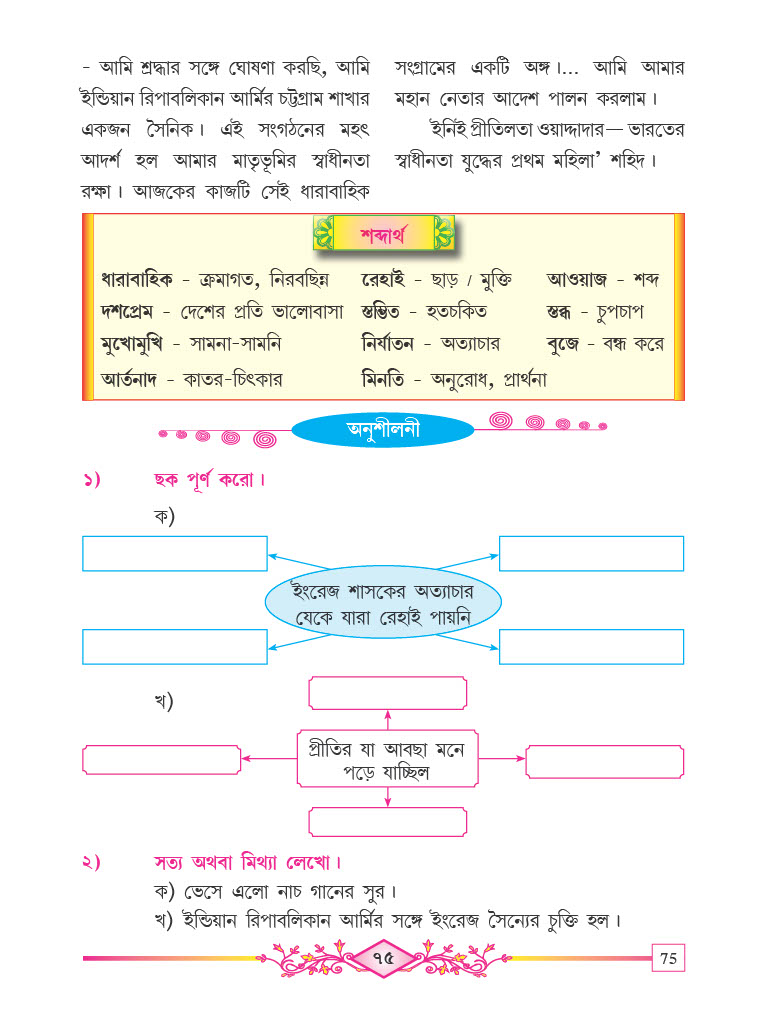 - আমি শ্রদ্ধার সঙ্গে ঘোষণা করছি, আমি
ইন্ডিয়ান রিপাবলিকান আর্মির চট্টগ্রাম শাখার
একজন সৈনিক। এই সংগঠনের মহৎ
আদর্শ হল আমার মাতৃভূমির স্বাধীনতা
রক্ষা। আজকের কাজটি সেই ধারাবাহিক
সংগ্রামের একটি অঙ্গ।... আমি আমার
মহান নেতার আদেশ পালন করলাম।
ইনিই প্রীতিলতা ওয়াদ্দাদার— ভারতের
স্বাধীনতা যুদ্ধের প্রথম মহিলা’ শহিদ।
শব্দার্থ
ধারাবাহিক - ক্রমাগত, নিরবছিন্ন রেহাই - ছাড় / মুক্তি আওয়াজ - শব্দ
দশপ্রেম - দেশের প্রতি ভালোবাসা স্তম্ভিত - হতচকিত স্তব্ধ - চুপচাপ
মুখোমুখি - সামনা-সামনি নির্যাতন - অত্যাচার বুজে - বন্ধ করে
আর্তনাদ - কাতর-চিৎকার মিনতি - অনুরোধ, প্রার্থনা
অনুশীলনী
১) ছক পূর্ণ করো।
ক)
ইংরেজ শাসকের অত্যাচার
যেকে যারা রেহাই পায়নি
খ)
প্রীতির যা আবছা মনে
পড়ে যাচ্ছিল
২) সত্য অথবা মিথ্যা লেখো।
ক) ভেসে এলো নাচ গানের সুর।
খ) ইন্ডিয়ান রিপাবলিকান আর্মির সঙ্গে ইংরেজ সৈন্যের চুক্তি হল।
৭৫
75